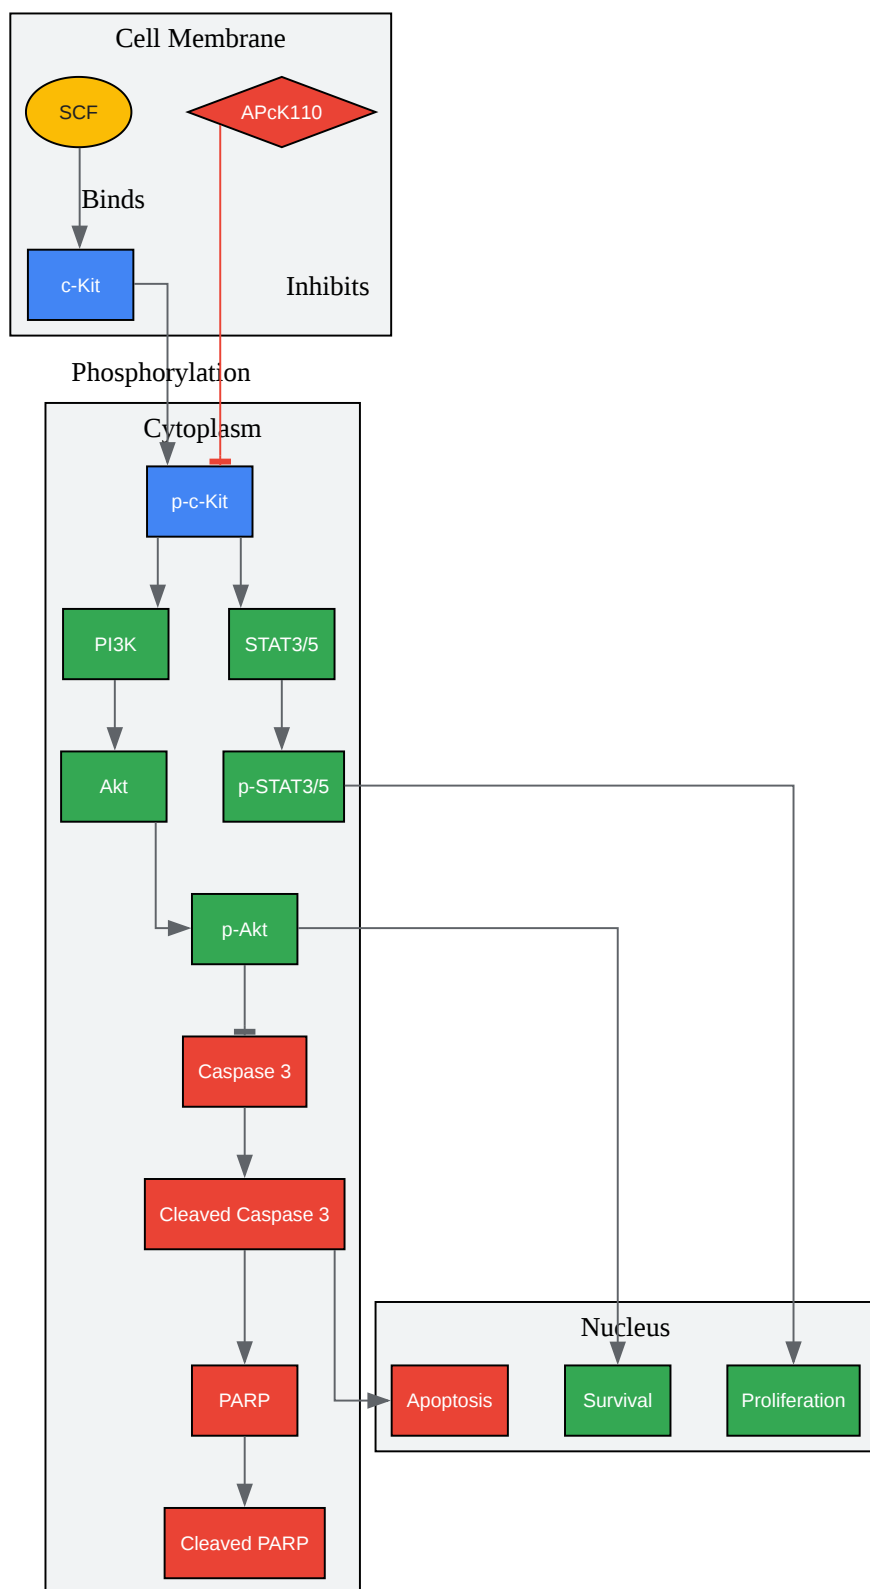 Cell Membrane
SCF
APcK110
Binds
c-Kit
Inhibits
Phosphorylation
Cytoplasm
p-c-Kit
PI3K
STAT3/5
Akt
p-STAT3/5
p-Akt
Caspase 3
Cleaved Caspase 3
Nucleus
PARP
Apoptosis
Survival
Proliferation
Cleaved PARP